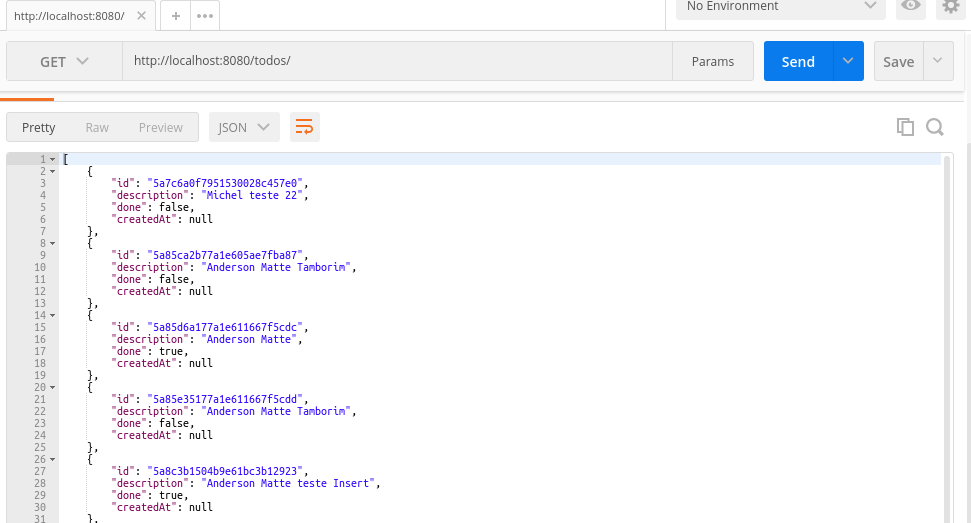 http://localhost:8080/
No Environment
GET http://localhost:8080/todos/ Params Send Save
Pretty Raw Preview JSON
1 [
2 {
3 "id": "5a7c6a0f7951530028c457e0",
4 "description": "Michel teste 22",
5 "done": false,
6 "createdAt": null
7 },
8 {
9 "id": "5a85ca2b77a1e605ae7fba87",
10 "description": "Anderson Matte Tamborim",
11 "done": false,
12 "createdAt": null
13 },
14 {
15 "id": "5a85d6a177a1e611667f5cdc",
16 "description": "Anderson Matte",
17 "done": true,
18 "createdAt": null
19 },
20 {
21 "id": "5a85e35177a1e611667f5cdd",
22 "description": "Anderson Matte Tamborim",
23 "done": false,
24 "createdAt": null
25 },
26 {
27 "id": "5a8c3b1504b9e61bc3b12923",
28 "description": "Anderson Matte teste Insert",
29 "done": true,
30 "createdAt": null
31 },